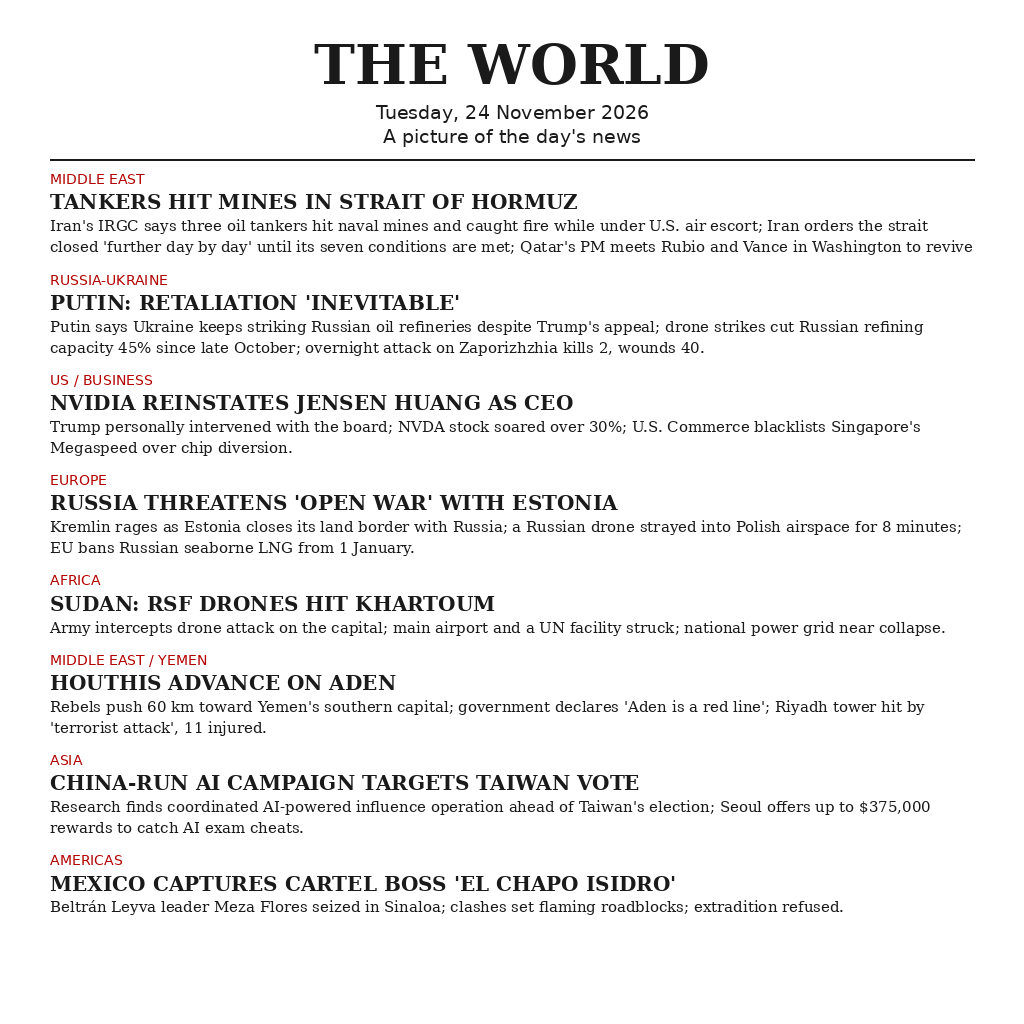 THE WORLD
Tuesday, 24 November 2026
A picture of the day's news
MIDDLE EAST
TANKERS HIT MINES IN STRAIT OF HORMUZ
Iran's IRGC says three oil tankers hit naval mines and caught fire while under U.S. air escort; Iran orders the strait
closed 'further day by day' until its seven conditions are met; Qatar's PM meets Rubio and Vance in Washington to revive
RUSSIA-UKRAINE
PUTIN: RETALIATION 'INEVITABLE'
Putin says Ukraine keeps striking Russian oil refineries despite Trump's appeal; drone strikes cut Russian refining
capacity 45% since late October; overnight attack on Zaporizhzhia kills 2, wounds 40.
US / BUSINESS
NVIDIA REINSTATES JENSEN HUANG AS CEO
Trump personally intervened with the board; NVDA stock soared over 30%; U.S. Commerce blacklists Singapore's
Megaspeed over chip diversion.
EUROPE
RUSSIA THREATENS 'OPEN WAR' WITH ESTONIA
Kremlin rages as Estonia closes its land border with Russia; a Russian drone strayed into Polish airspace for 8 minutes;
EU bans Russian seaborne LNG from 1 January.
AFRICA
SUDAN: RSF DRONES HIT KHARTOUM
Army intercepts drone attack on the capital; main airport and a UN facility struck; national power grid near collapse.
MIDDLE EAST / YEMEN
HOUTHIS ADVANCE ON ADEN
Rebels push 60 km toward Yemen's southern capital; government declares 'Aden is a red line'; Riyadh tower hit by
'terrorist attack', 11 injured.
ASIA
CHINA-RUN AI CAMPAIGN TARGETS TAIWAN VOTE
Research finds coordinated AI-powered influence operation ahead of Taiwan's election; Seoul offers up to $375,000
rewards to catch AI exam cheats.
AMERICAS
MEXICO CAPTURES CARTEL BOSS 'EL CHAPO ISIDRO'
Beltrán Leyva leader Meza Flores seized in Sinaloa; clashes set flaming roadblocks; extradition refused.